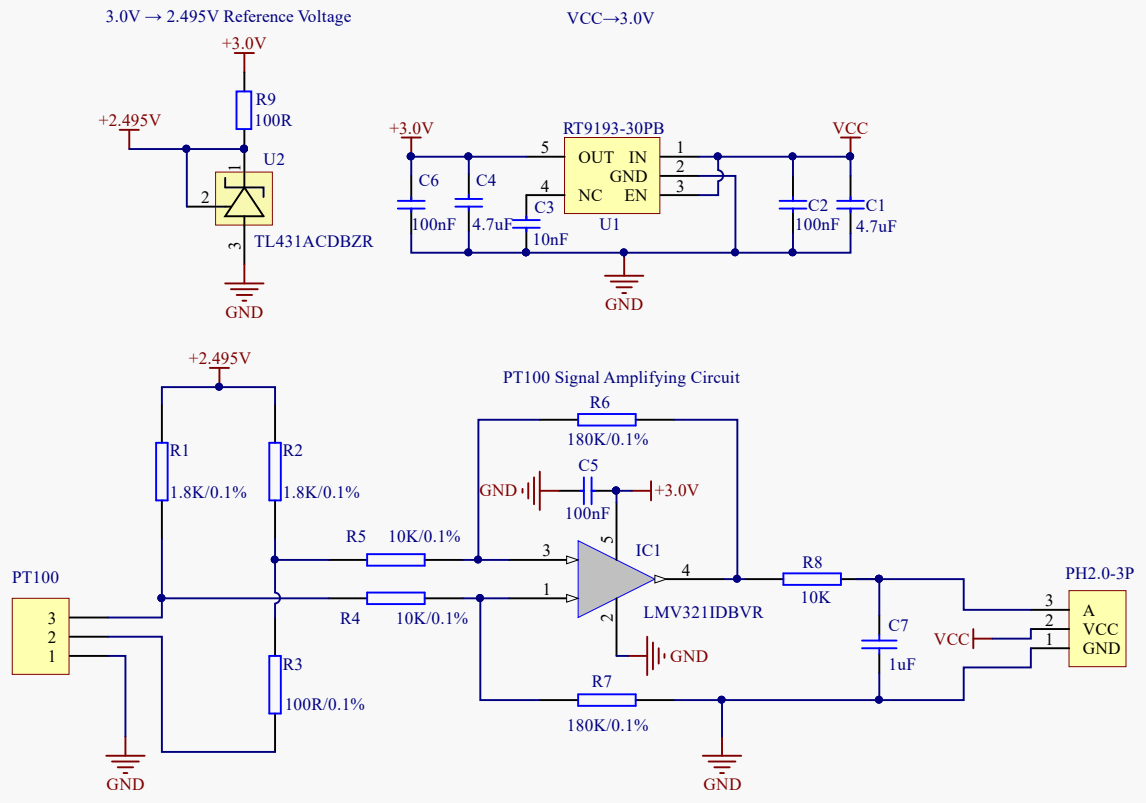 3.0V → 2.495V Reference Voltage
+3.0V
R9
100R
+2.495V
U2
1
2
3
TL431ACDBZR
GND
VCC→3.0V
RT9193-30PB
+3.0V
VCC
5
OUT
IN
1
GND
2
4
NC
EN
3
U1
C6
100nF
C4
4.7uF
C3
10nF
C2
100nF
C1
4.7uF
GND
+2.495V
PT100 Signal Amplifying Circuit
R1
1.8K/0.1%
R2
1.8K/0.1%
R6
180K/0.1%
C5
GND
+3.0V
100nF
R5
10K/0.1%
3
5
IC1
4
R4
10K/0.1%
1
2
LMV321IDBVR
GND
R8
10K
PT100
3
2
1
GND
R3
100R/0.1%
R7
180K/0.1%
GND
C7
1uF
PH2.0-3P
3
A
VCC
2
VCC
1
GND